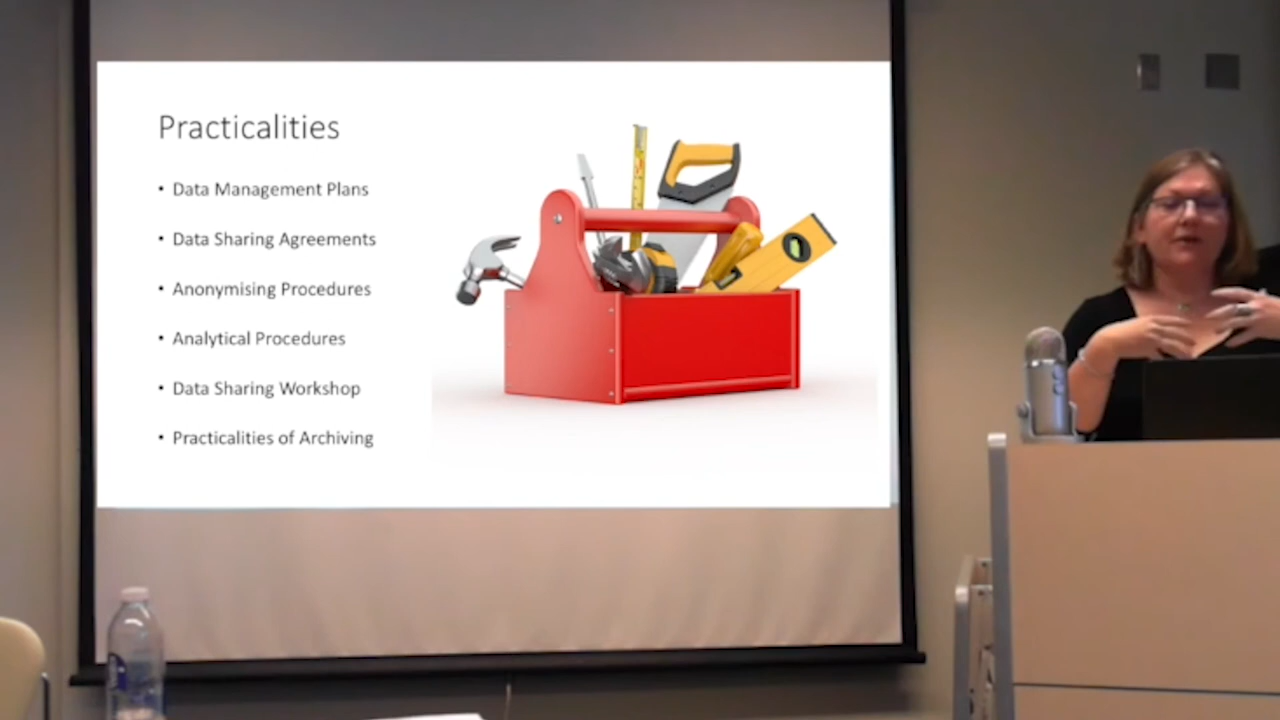 Practicalities
• Data Management Plans
• Data Sharing Agreements
• Anonymising Procedures
• Analytical Procedures
• Data Sharing Workshop
• Practicalities of Archiving